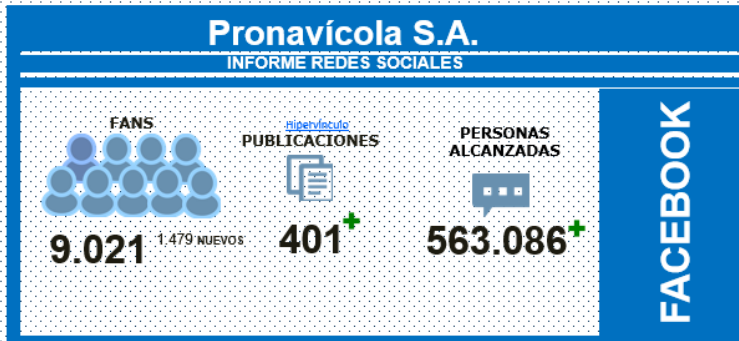 Pronavícola S.A.
INFORME REDES SOCIALES
FANS
9.021
1.479 NUEVOS
Hipervínculo
PUBLICACIONES
401+
PERSONAS
ALCANZADAS
563.086+
FACEBOOK